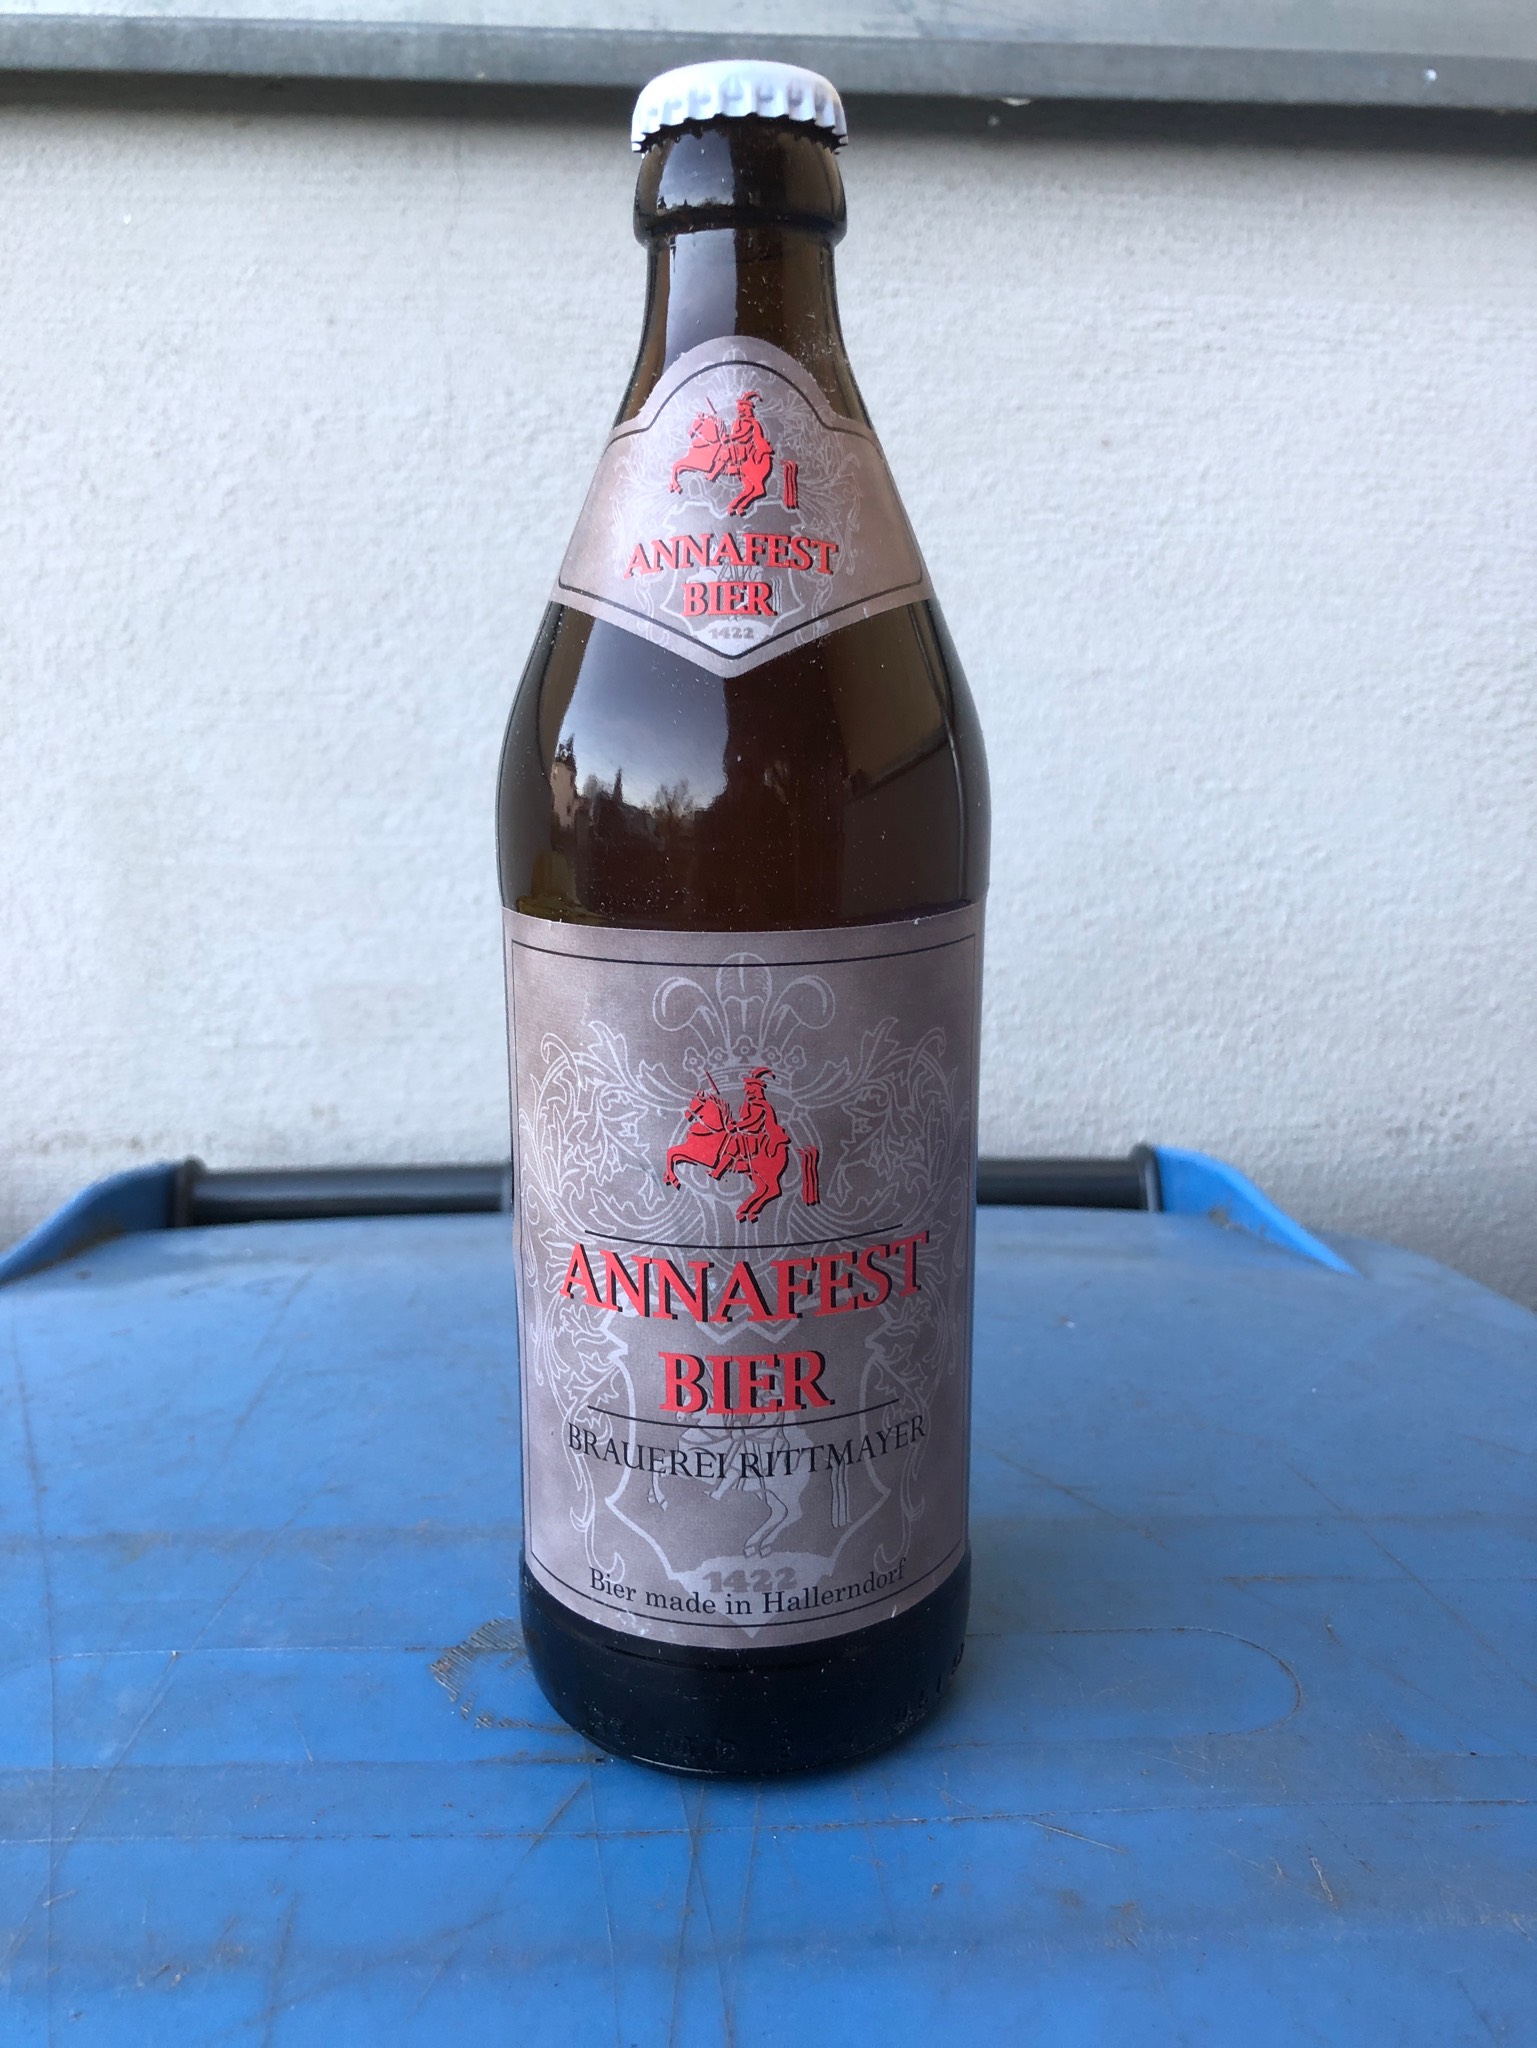 ANNAFEST
BIER
1422
ANNAFEST
BIER
BRAUEREI RITTMAYER
1422
Bier made in Hallerndorf